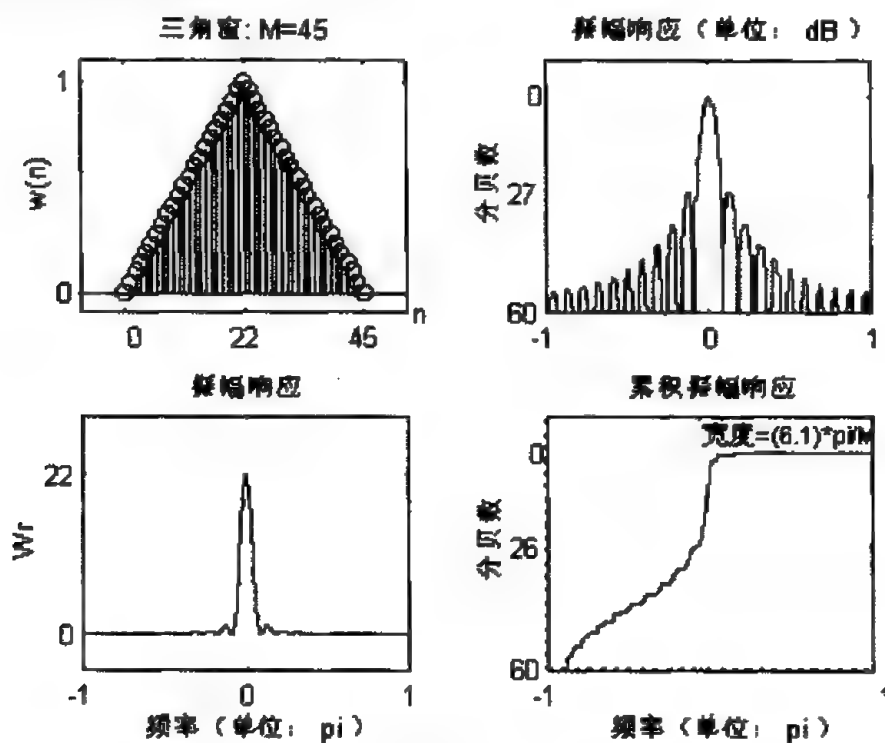 三角窗: M=45
振幅响应（单位： dB）
w(n)
1
0
0
22
45
n
分贝数
0
27
60
-1
0
1
振幅响应
累积振幅响应
Wr
22
0
-1
0
1
频率（单位： pi）
宽度=(6.1)*pi/M
分贝数
0
26
60
-1
0
1
频率（单位： pi）